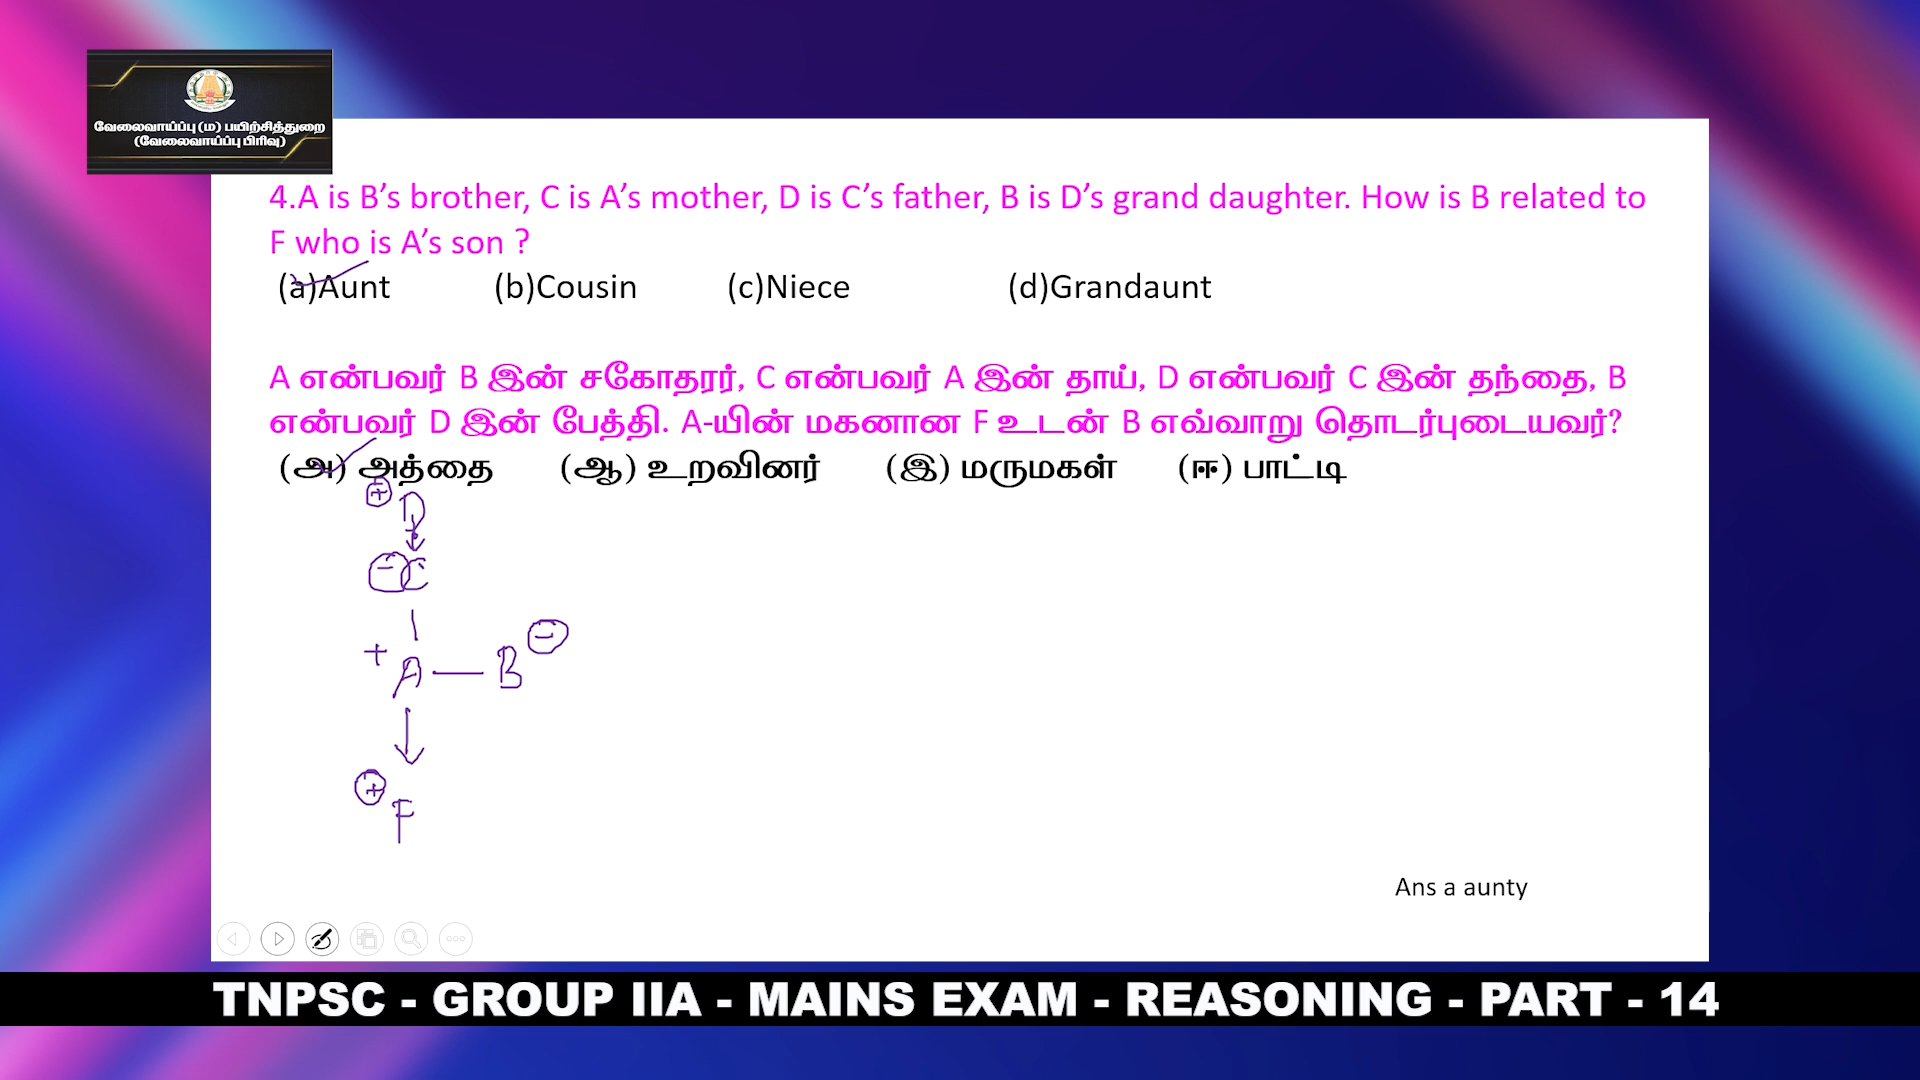 வேலைவாய்ப்பு (ம) பயிற்சித்துறை
(வேலைவாய்ப்பு பிரிவு)
4.A is B’s brother, C is A’s mother, D is C’s father, B is D’s grand daughter. How is B related to
F who is A’s son ?
(a)Aunt (b)Cousin (c)Niece (d)Grandaunt
A என்பவர் B இன் சகோதரர், C என்பவர் A இன் தாய், D என்பவர் C இன் தந்தை, B
என்பவர் D இன் பேத்தி. A-யின் மகனான F உடன் B எவ்வாறு தொடர்புடையவர்?
(அ) அத்தை (ஆ) உறவினர் (இ) மருமகள் (ஈ) பாட்டி
+ D
- C
+ A — B -
+ F
Ans a aunty
TNPSC - GROUP IIA - MAINS EXAM - REASONING - PART - 14